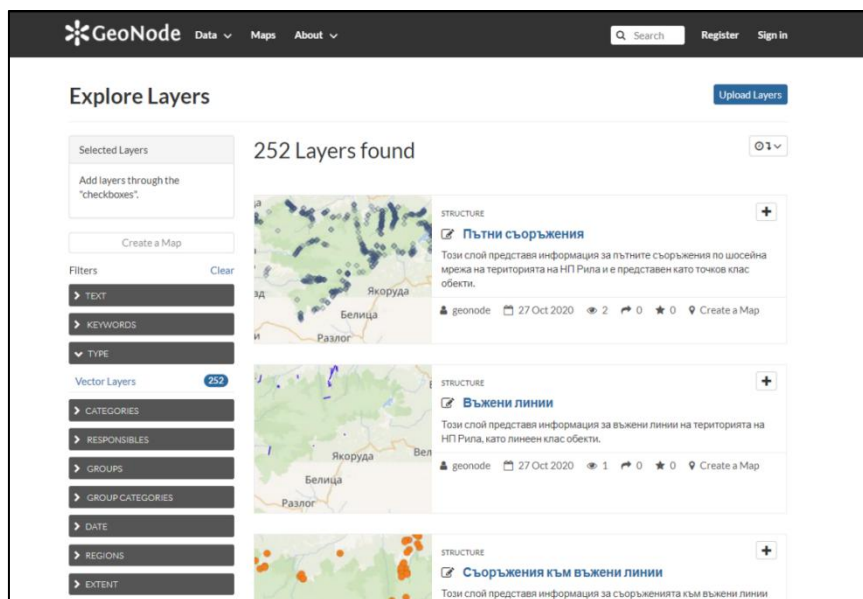 GeoNode Data Maps About Search Register Sign in
Explore Layers
Upload Layers
Selected Layers
Add layers through the
"checkboxes".
Create a Map
Filters Clear
TEXT
KEYWORDS
TYPE
Vector Layers 252
CATEGORIES
RESPONSIBLES
GROUPS
GROUP CATEGORIES
DATE
REGIONS
EXTENT
252 Layers found
Якоруда
Белица
Разлог
STRUCTURE
Пътни съоръжения
Този слой представя информация за пътните съоръжения по шосейна
мрежа на територията на НП Рила и е представен като точков клас
обекти.
geonode 27 Oct 2020 2 0 0 Create a Map
Якоруда
Белица
Разлог
STRUCTURE
Въжени линии
Този слой представя информация за въжени линии на територията на
НП Рила, като линеен клас обекти.
geonode 27 Oct 2020 1 0 0 Create a Map
STRUCTURE
Съоръжения към въжени линии
Този слой представя информация за съоръженията към въжени линии